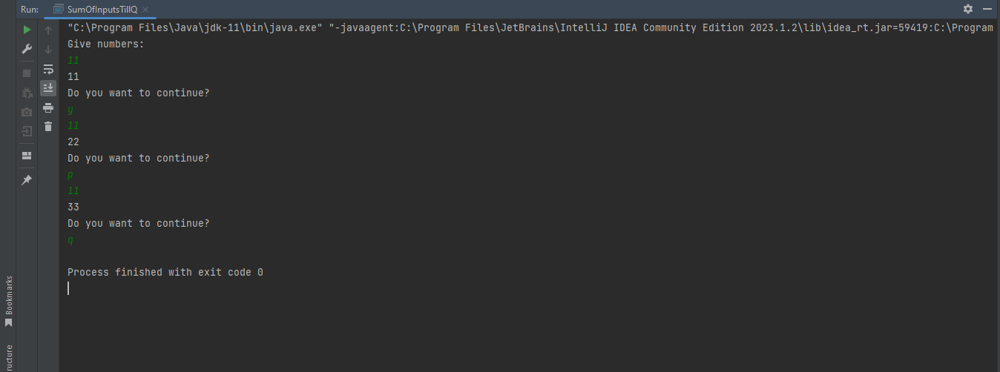 Run: SumOfInputsTillQ
"C:\Program Files\Java\jdk-11\bin\java.exe" "-javaagent:C:\Program Files\JetBrains\IntelliJ IDEA Community Edition 2023.1.2\lib\idea_rt.jar=59419:C:\Program
Give numbers:
11
11
Do you want to continue?
y
11
22
Do you want to continue?
p
11
33
Do you want to continue?
q
Process finished with exit code 0
Bookmarks
ructure